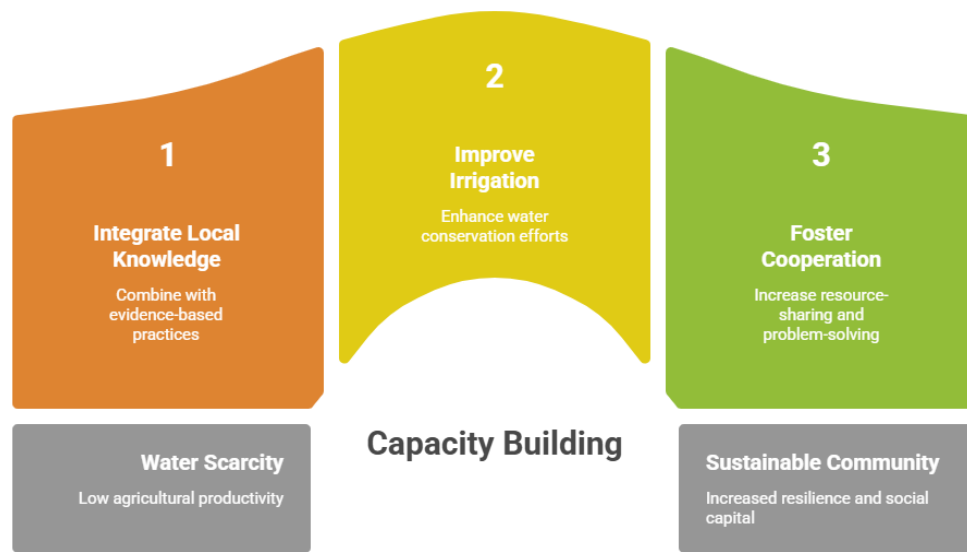 1
Integrate Local
Knowledge
Combine with
evidence-based
practices
2
Improve
Irrigation
Enhance water
conservation efforts
3
Foster
Cooperation
Increase resource-
sharing and
problem-solving
Water Scarcity
Low agricultural productivity
Capacity Building
Sustainable Community
Increased resilience and social
capital